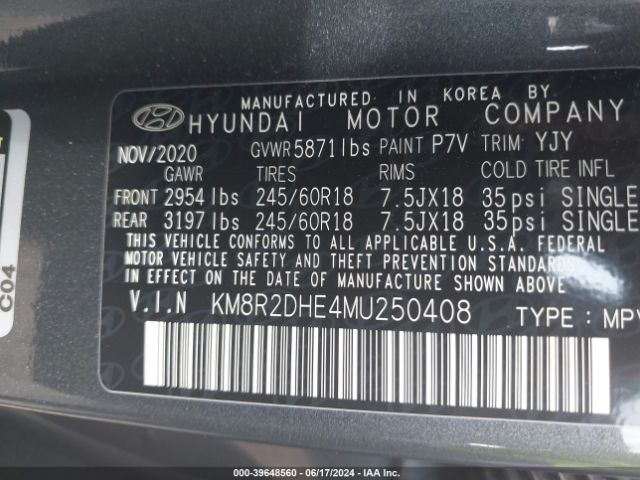 MANUFACTURED IN KOREA BY
HYUNDAI MOTOR COMPANY
NOV/2020 GVWR 5871lbs PAINT P7V TRIM YJY
GAWR TIRES RIMS COLD TIRE INFL
FRONT 2954 lbs 245/60R18 7.5JX18 35psi SINGLE
REAR 3197 lbs 245/60R18 7.5JX18 35psi SINGLE
THIS VEHICLE CONFORMS TO ALL APPLICABLE U.S.A. FEDERAL
MOTOR VEHICLE SAFETY AND THEFT PREVENTION STANDARDS
IN EFFECT ON THE DATE OF MANUFACTURE SHOWN ABOVE
V.I.N KM8R2DHE4MU250408 TYPE : MPV
C04
000-39648560 - 06/17/2024 - IAA Inc.